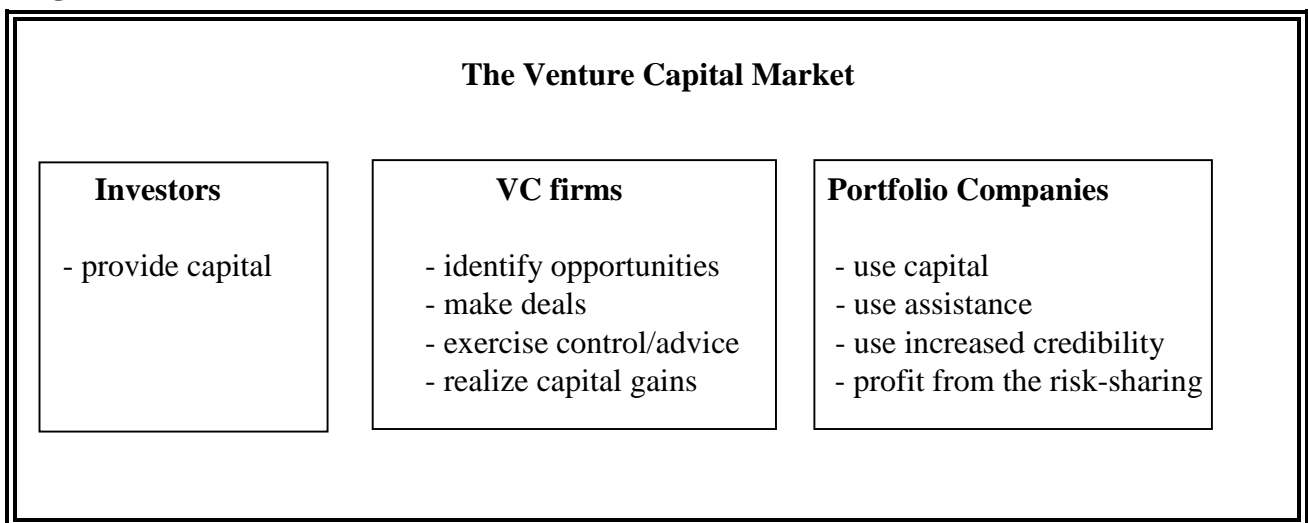 The Venture Capital Market
Investors
- provide capital
VC firms
- identify opportunities
- make deals
- exercise control/advice
- realize capital gains
Portfolio Companies
- use capital
- use assistance
- use increased credibility
- profit from the risk-sharing